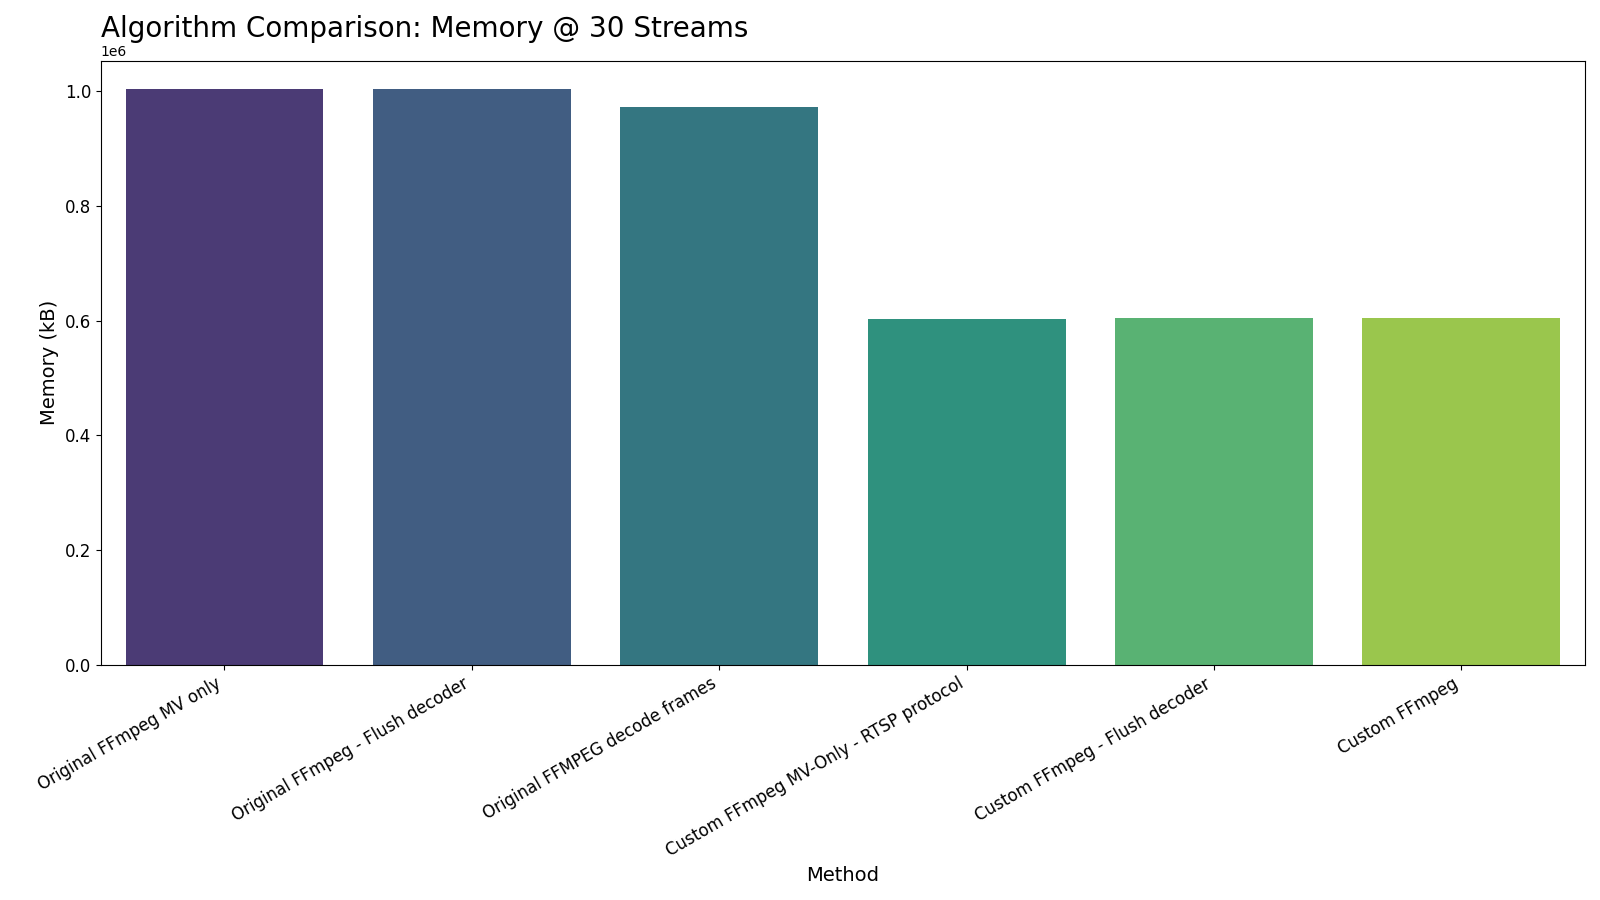 Algorithm Comparison: Memory @ 30 Streams
1e6
1.0
0.8
0.6
0.4
0.2
0.0
Memory (kB)
Original FFmpeg MV only
Original FFmpeg - Flush decoder
Original FFMPEG decode frames
Custom FFmpeg MV-Only - RTSP protocol
Custom FFmpeg - Flush decoder
Custom FFmpeg
Method